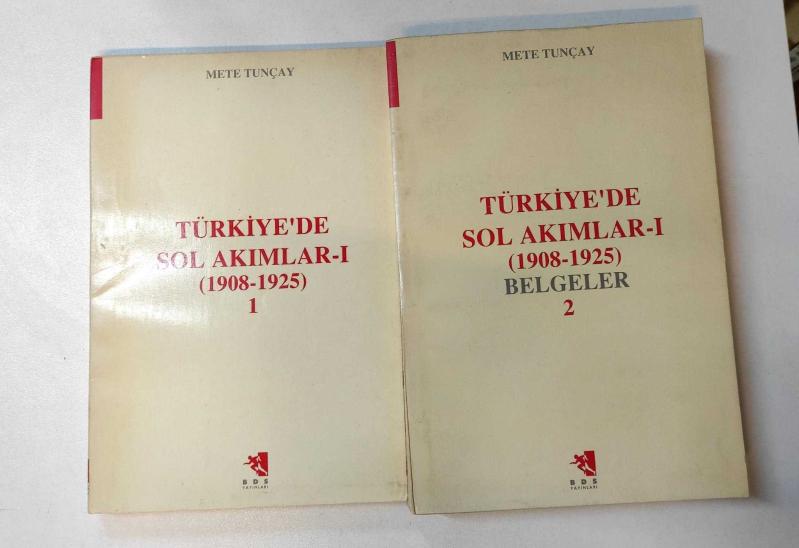 METE TUNÇAY
TÜRKİYE'DE
SOL AKIMLAR-I
(1908-1925)
1
BDS
YAYINLARI
METE TUNÇAY
TÜRKİYE'DE
SOL AKIMLAR-I
(1908-1925)
BELGELER
2
BDS
YAYINLARI